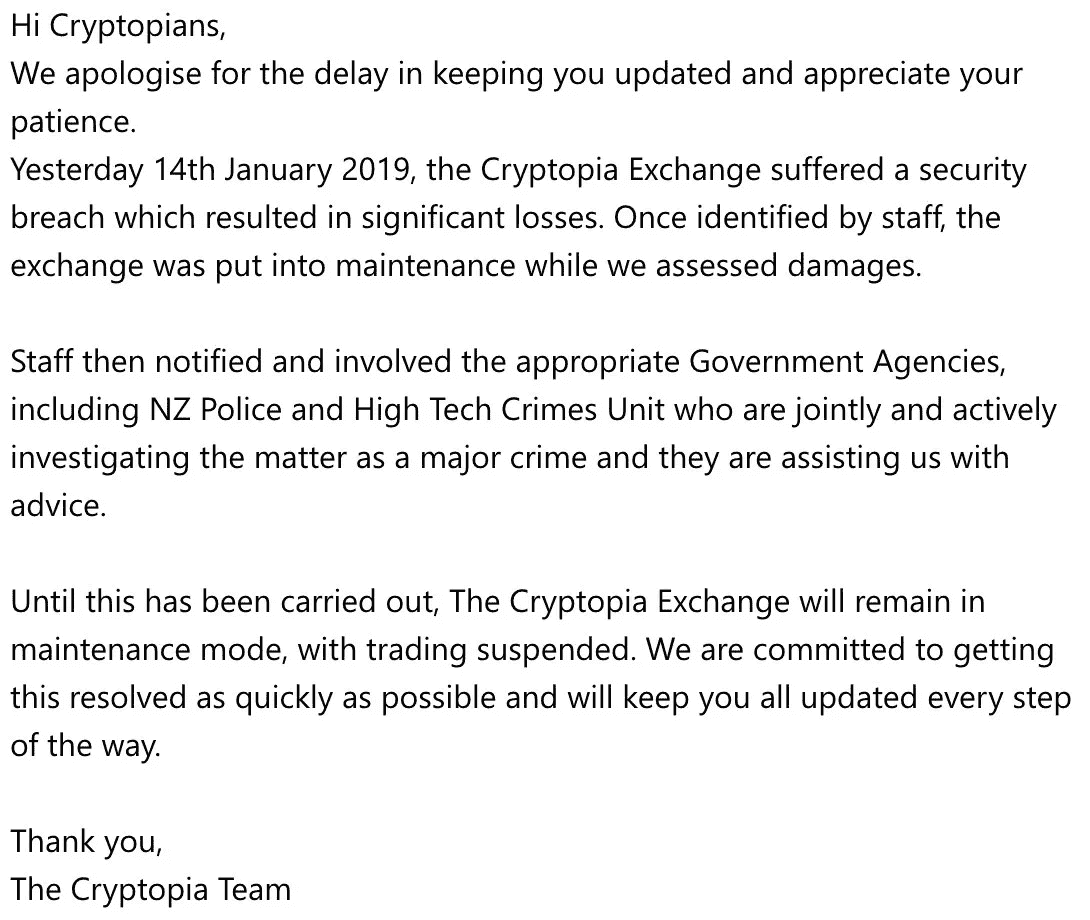 Hi Cryptopians,
We apologise for the delay in keeping you updated and appreciate your
patience.
Yesterday 14th January 2019, the Cryptopia Exchange suffered a security
breach which resulted in significant losses. Once identified by staff, the
exchange was put into maintenance while we assessed damages.
Staff then notified and involved the appropriate Government Agencies,
including NZ Police and High Tech Crimes Unit who are jointly and actively
investigating the matter as a major crime and they are assisting us with
advice.
Until this has been carried out, The Cryptopia Exchange will remain in
maintenance mode, with trading suspended. We are committed to getting
this resolved as quickly as possible and will keep you all updated every step
of the way.
Thank you,
The Cryptopia Team